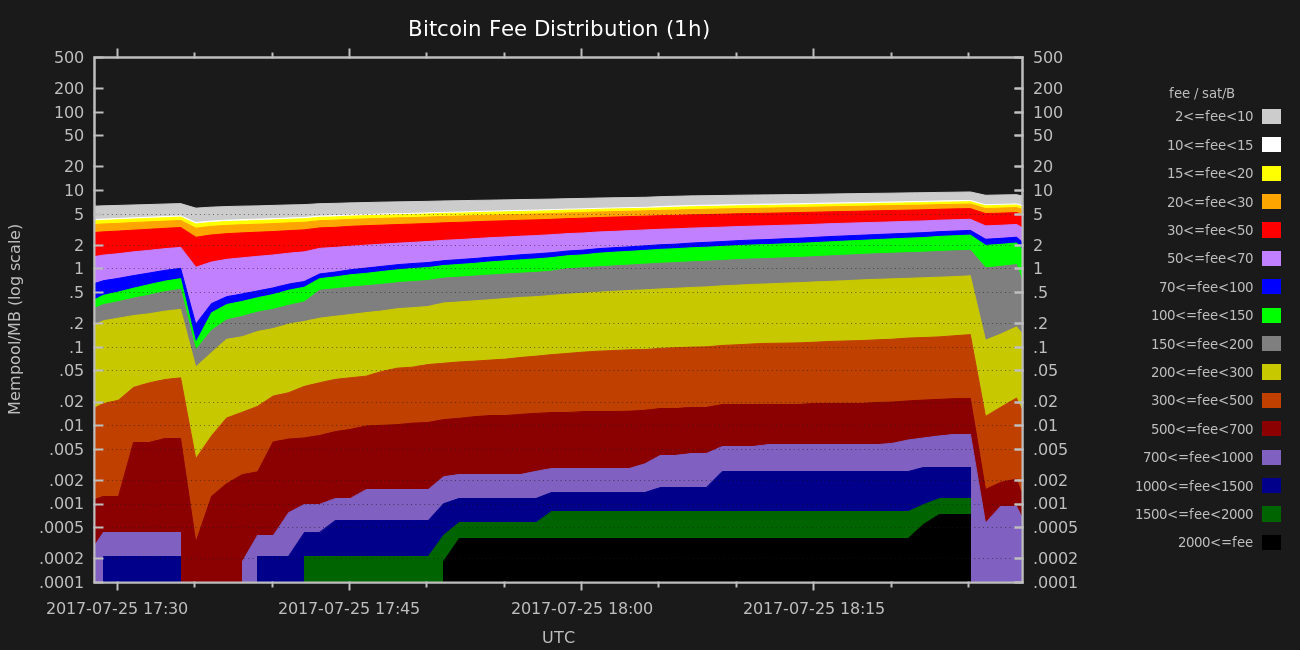 Bitcoin Fee Distribution (1h)
500 500
200 200
100 100
50 50
20 20
10 10
5 5
2 2
1 1
.5 .5
.2 .2
.1 .1
.05 .05
.02 .02
.01 .01
.005 .005
.002 .002
.001 .001
.0005 .0005
.0002 .0002
.0001 .0001
Mempool/MB (log scale)
2017-07-25 17:30 2017-07-25 17:45 2017-07-25 18:00 2017-07-25 18:15
UTC
fee / sat/B
2<=fee<10
10<=fee<15
15<=fee<20
20<=fee<30
30<=fee<50
50<=fee<70
70<=fee<100
100<=fee<150
150<=fee<200
200<=fee<300
300<=fee<500
500<=fee<700
700<=fee<1000
1000<=fee<1500
1500<=fee<2000
2000<=fee